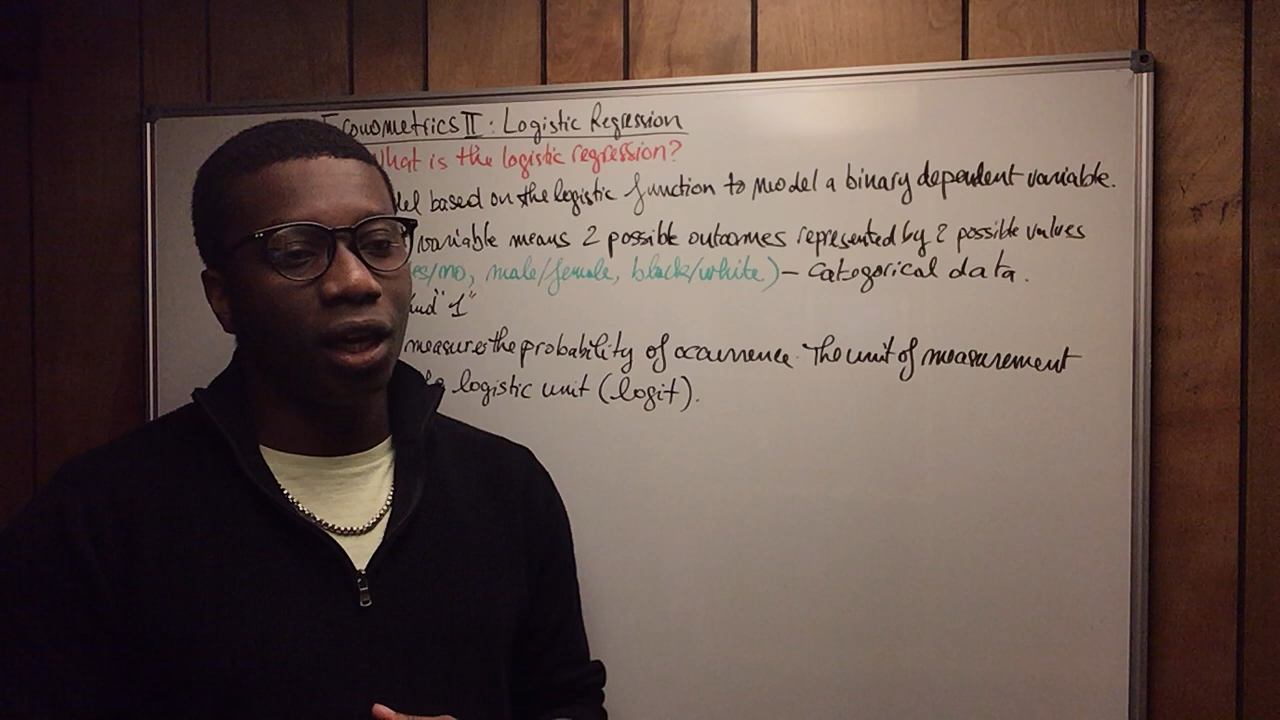 Econometrics II: Logistic Regression
What is the logistic regression?
del based on the logistic function to model a binary dependent variable.
variable means 2 possible outcomes represented by 2 possible values
es/no, male/female, black/white) – Categorical data.
and "1"
measures the probability of occurrence. The unit of measurement
logistic unit (logit).